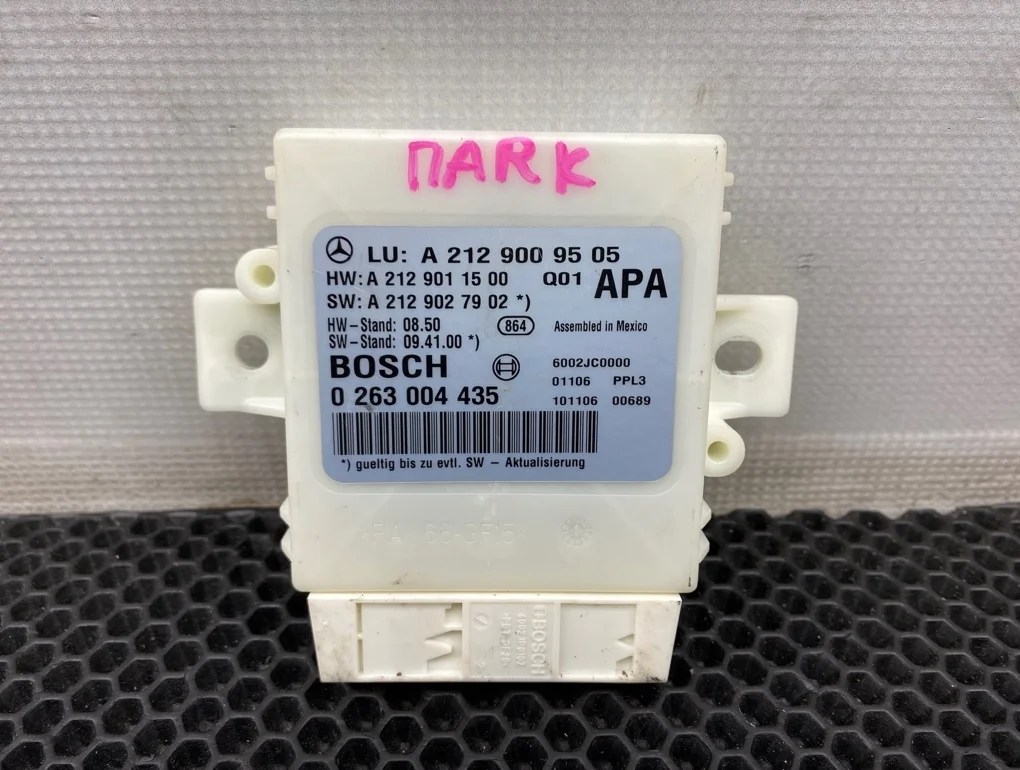 ПARK
LU: A 212 900 95 05
HW: A 212 901 15 00 Q01 APA
SW: A 212 902 79 02 *)
HW-Stand: 08.50 864 Assembled in Mexico
SW-Stand: 09.41.00 *)
BOSCH 6002JC0000
0 263 004 435 01106 PPL3
101106 00689
*) gueltig bis zu evtl. SW - Aktualisierung
BOSCH